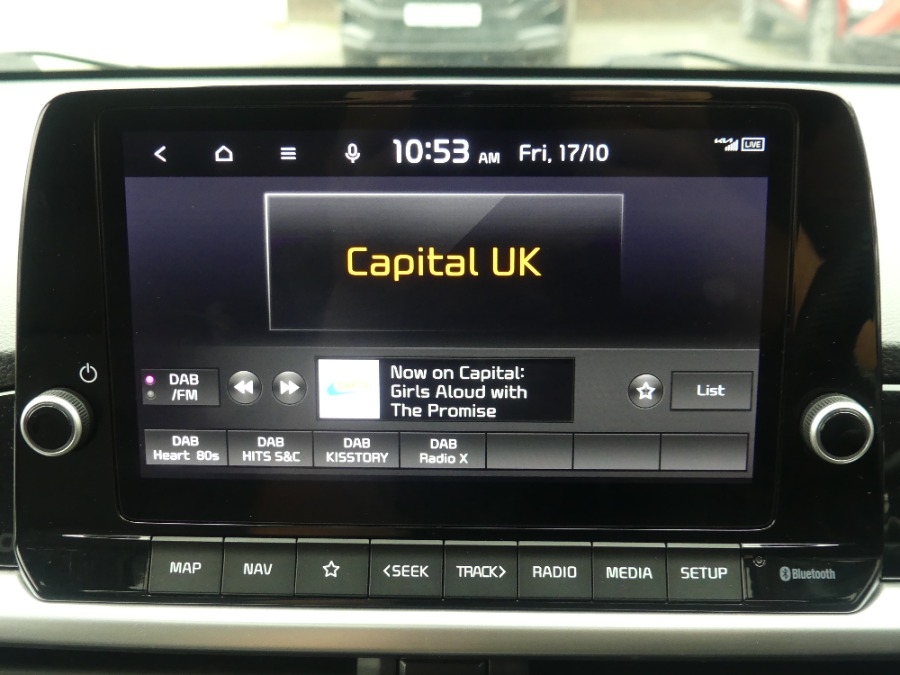 10:53 AM Fri, 17/10 LIVE
Capital UK
DAB
/FM
Now on Capital:
Girls Aloud with
The Promise
List
DAB
Heart 80s
DAB
HITS S&C
DAB
KISSTORY
DAB
Radio X
MAP NAV <SEEK TRACK> RADIO MEDIA SETUP
Bluetooth